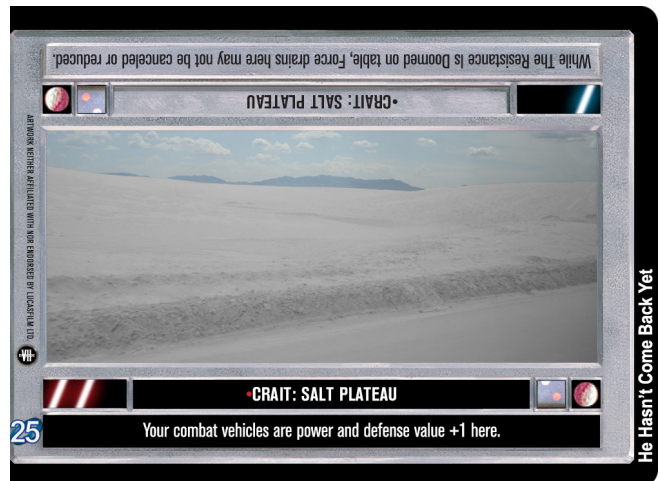 While The Resistance Is Doomed on table, Force drains here may not be canceled or reduced.
•CRAIT: SALT PLATEAU
ARTWORK NEITHER AFFILIATED WITH NOR ENDORSED BY LUCASFILM LTD.
VII
•CRAIT: SALT PLATEAU
25
Your combat vehicles are power and defense value +1 here.
He Hasn't Come Back Yet